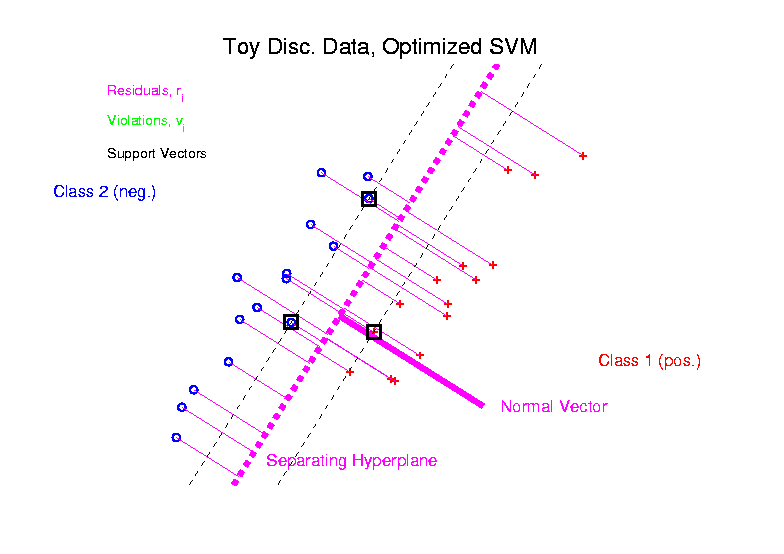 Toy Disc. Data, Optimized SVM
Residuals, r_i
Violations, v_i
Support Vectors
Class 2 (neg.)
Class 1 (pos.)
Normal Vector
Separating Hyperplane